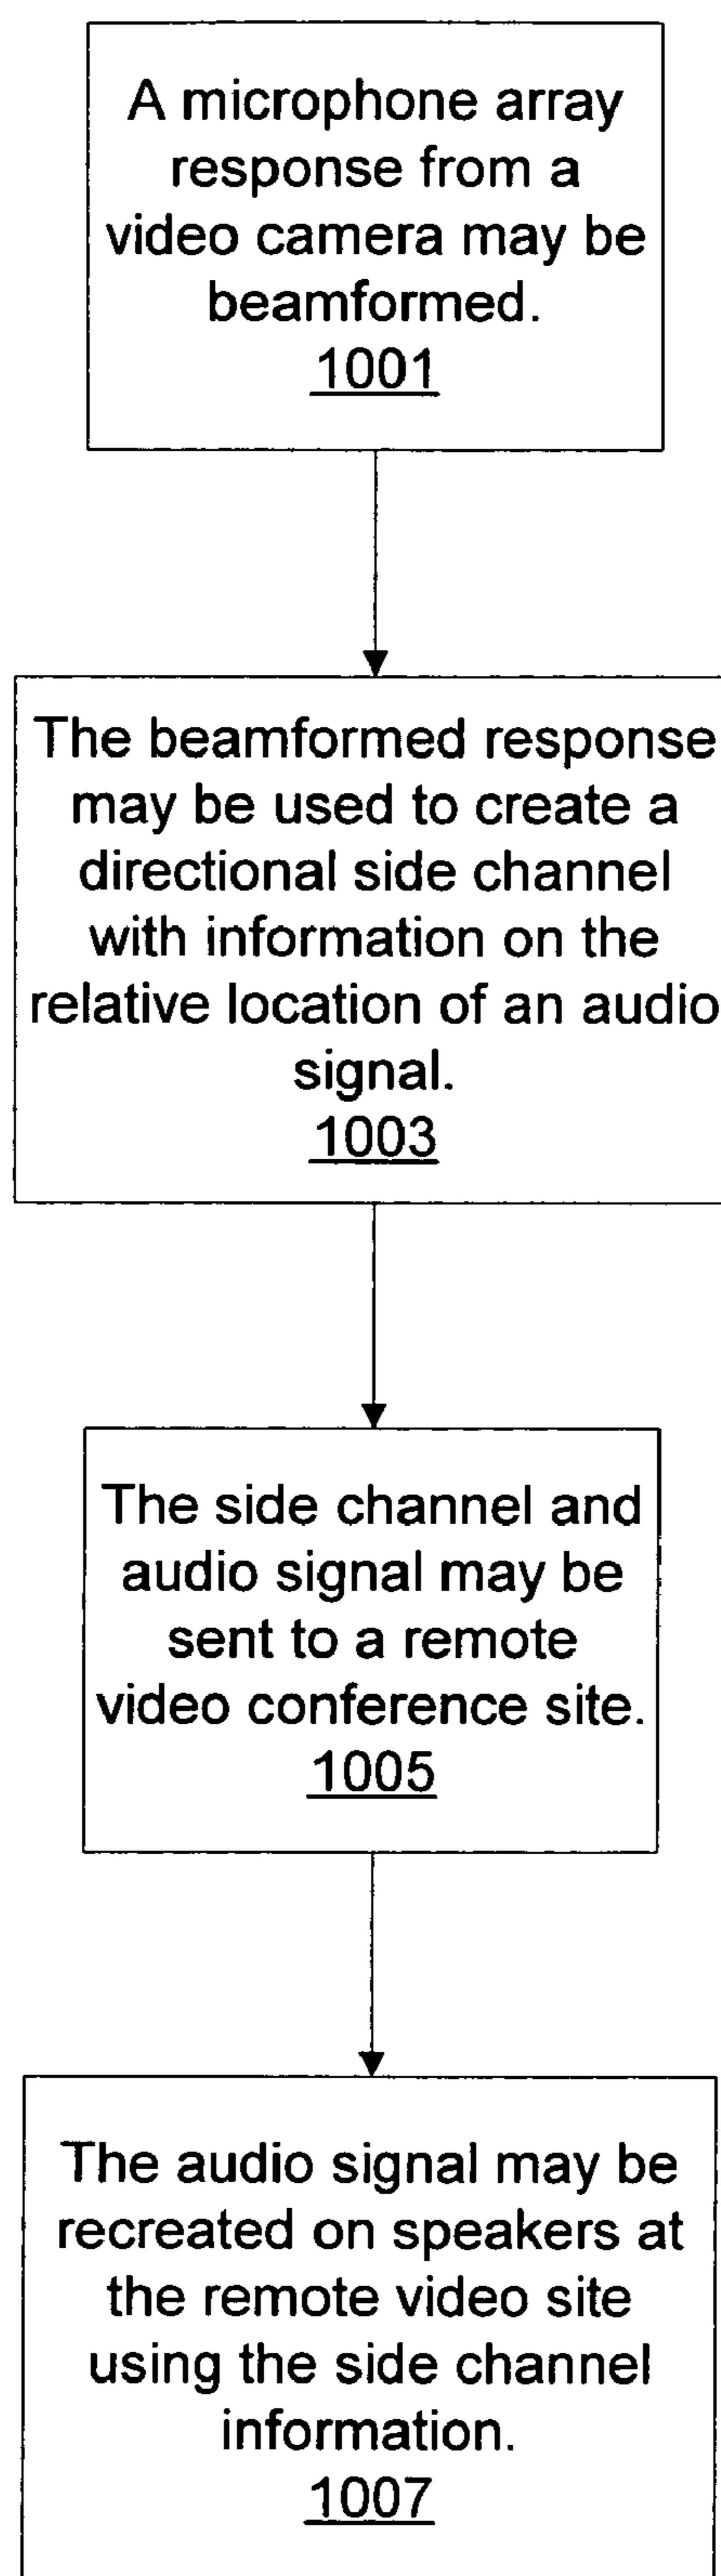 A microphone array
response from a
video camera may be
beamformed.
1001
The beamformed response
may be used to create a
directional side channel
with information on the
relative location of an audio
signal.
1003
The side channel and
audio signal may be
sent to a remote
video conference site.
1005
The audio signal may be
recreated on speakers at
the remote video site
using the side channel
information.
1007